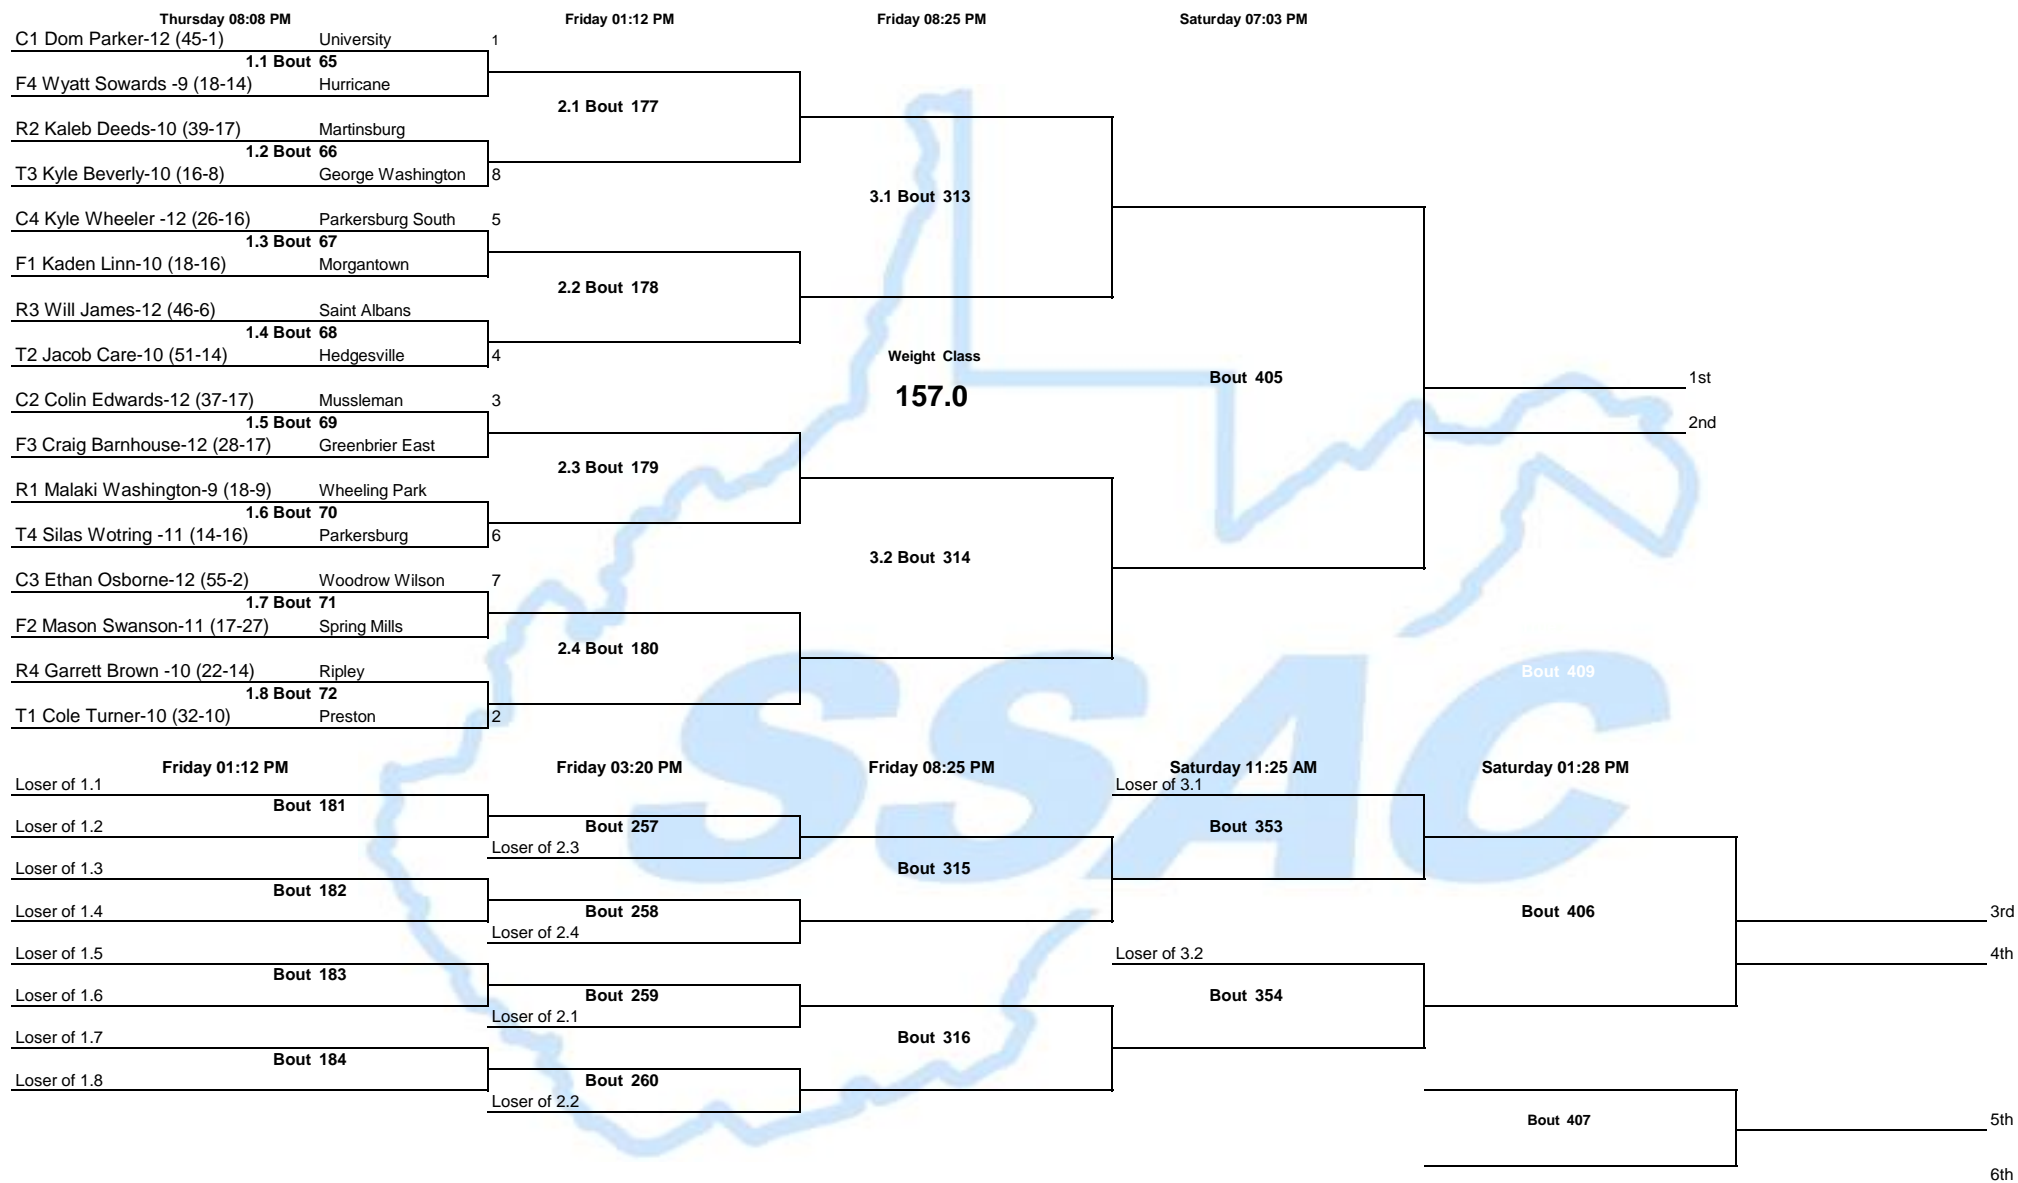 Thursday 08:08 PM Friday 01:12 PM Friday 08:25 PM Saturday 07:03 PM
C1 Dom Parker-12 (45-1) University 1
1.1 Bout 65
F4 Wyatt Sowards -9 (18-14) Hurricane
2.1 Bout 177
R2 Kaleb Deeds-10 (39-17) Martinsburg
1.2 Bout 66
T3 Kyle Beverly-10 (16-8) George Washington 8
3.1 Bout 313
C4 Kyle Wheeler -12 (26-16) Parkersburg South 5
1.3 Bout 67
F1 Kaden Linn-10 (18-16) Morgantown
2.2 Bout 178
R3 Will James-12 (46-6) Saint Albans
1.4 Bout 68
T2 Jacob Care-10 (51-14) Hedgesville 4
Weight Class
157.0
Bout 405
1st
2nd
C2 Colin Edwards-12 (37-17) Mussleman 3
1.5 Bout 69
F3 Craig Barnhouse-12 (28-17) Greenbrier East
2.3 Bout 179
R1 Malaki Washington-9 (18-9) Wheeling Park
1.6 Bout 70
T4 Silas Wotring -11 (14-16) Parkersburg 6
3.2 Bout 314
C3 Ethan Osborne-12 (55-2) Woodrow Wilson 7
1.7 Bout 71
F2 Mason Swanson-11 (17-27) Spring Mills
2.4 Bout 180
R4 Garrett Brown -10 (22-14) Ripley
Bout 409
1.8 Bout 72
T1 Cole Turner-10 (32-10) Preston 2
SSAC
Friday 01:12 PM Friday 03:20 PM Friday 08:25 PM Saturday 11:25 AM Saturday 01:28 PM
Loser of 1.1 Loser of 3.1
Bout 181
Loser of 1.2 Bout 257 Bout 353
Loser of 2.3
Loser of 1.3 Bout 315
Bout 182
Loser of 1.4 Bout 258 Bout 406 3rd
Loser of 2.4
Loser of 1.5 Loser of 3.2 4th
Bout 183
Loser of 1.6 Bout 259 Bout 354
Loser of 2.1
Loser of 1.7 Bout 316
Bout 184
Loser of 1.8 Bout 260
Loser of 2.2
Bout 407 5th
6th